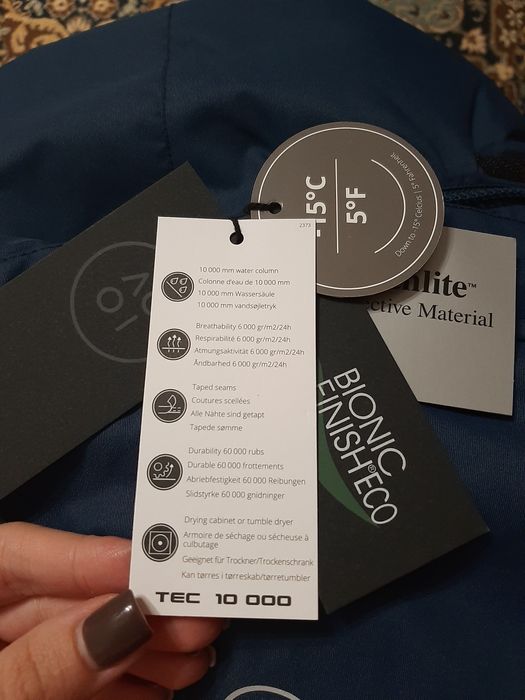 2373
10 000 mm water column
Colonne d'eau de 10 000 mm
10 000 mm Wassersäule
10 000 mm vandsøjletryk
Breathability 6 000 gr/m2/24h
Respirabilité 6 000 gr/m2/24h
Atmungsaktivität 6 000 gr/m2/24h
Åndbarhed 6 000 gr/m2/24h
Taped seams
Coutures scellées
Alle Nähte sind getapt
Tapede sømme
Durability 60 000 rubs
Durable 60 000 frottements
Abriebfestigkeit 60 000 Reibungen
Slidstyrke 60 000 gnidninger
Drying cabinet or tumble dryer
Armoire de séchage ou sécheuse à
culbutage
Geeignet für Trockner/Trockenschrank
Kan tørres i tørreskab/tørretumbler
TEC 10 000
-15°C
5°F
Down to -15° Celcius | 5° Fahrenheit
BIONIC
FINISH®ECO
Material